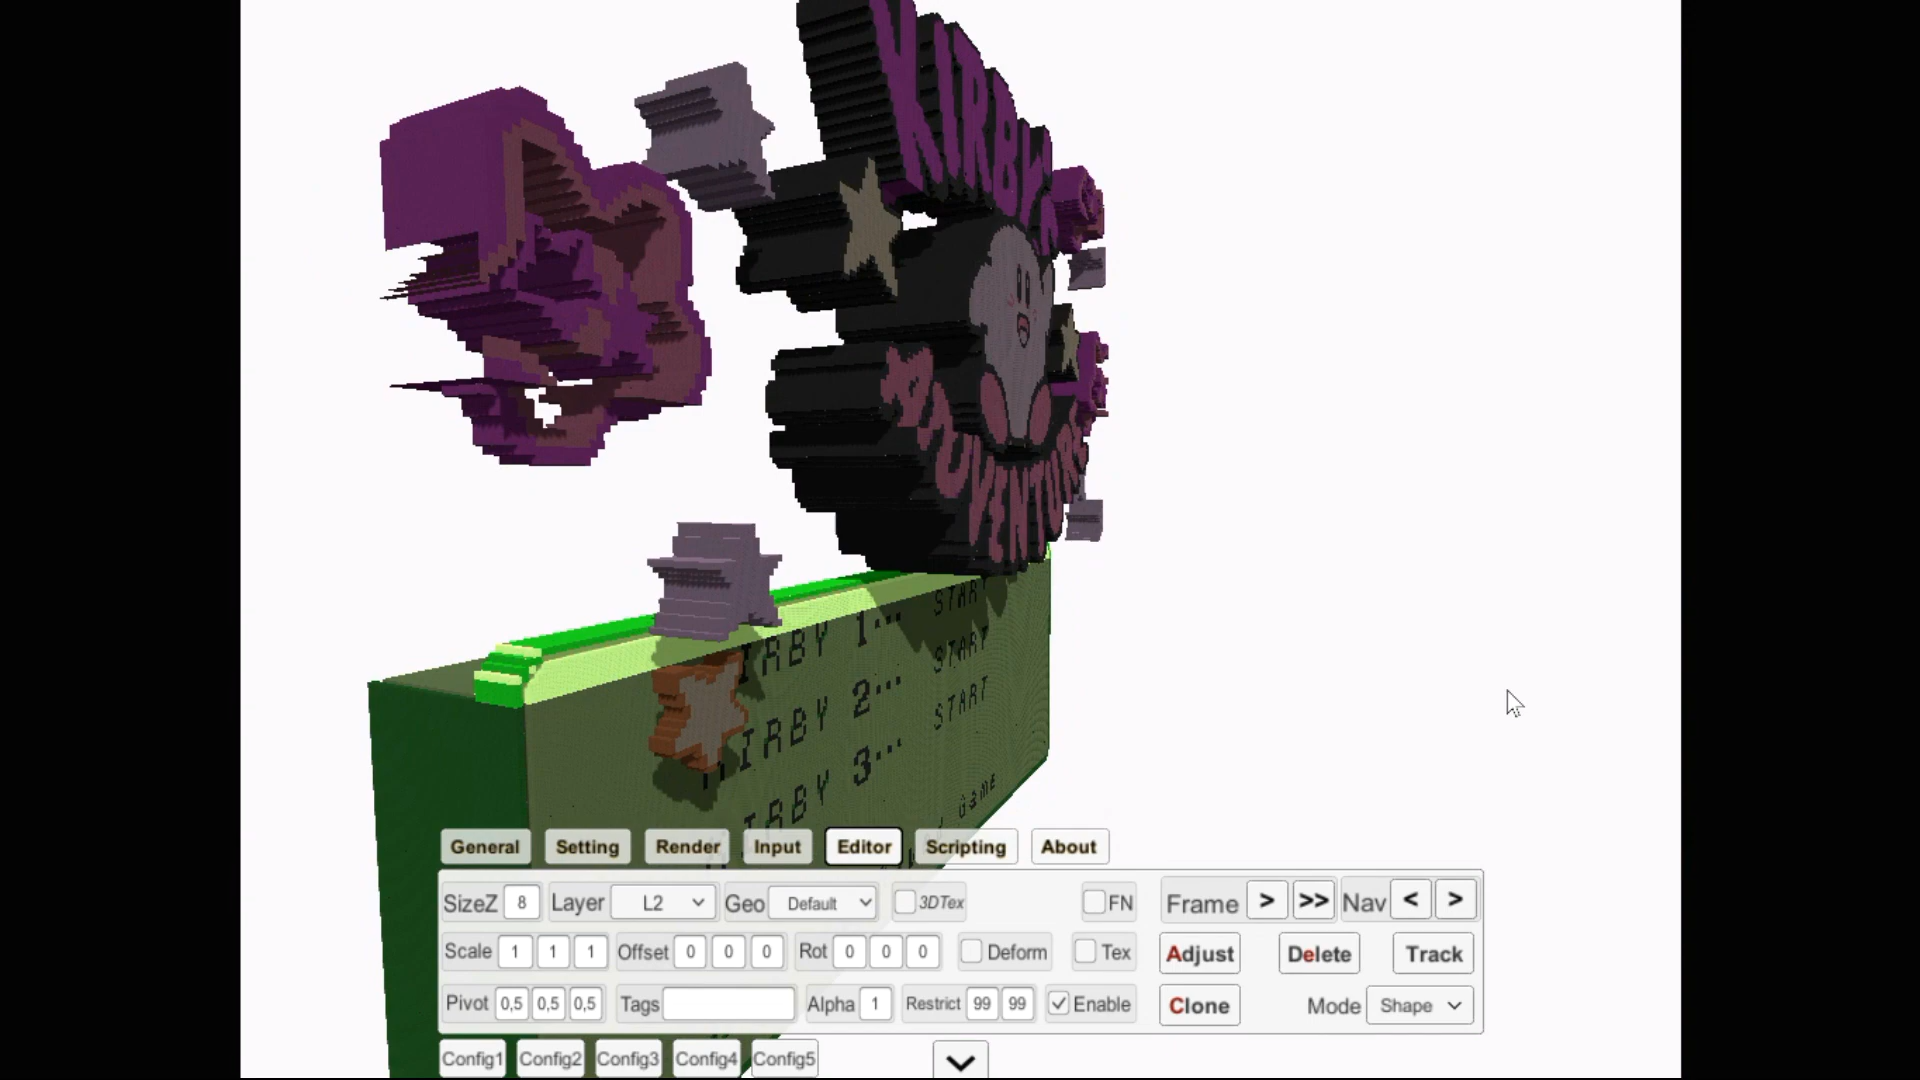 KIRBY'S
ADVENTURE
KIRBY 1... START
KIRBY 2... START
KIRBY 3... START
GaME
General Setting Render Input Editor Scripting About
SizeZ 8 Layer L2 Geo Default 3DTex FN Frame > >> Nav < >
Scale 1 1 1 Offset 0 0 0 Rot 0 0 0 Deform Tex Adjust Delete Track
Pivot 0,5 0,5 0,5 Tags Alpha 1 Restrict 99 99 Enable Clone Mode Shape
Config1 Config2 Config3 Config4 Config5